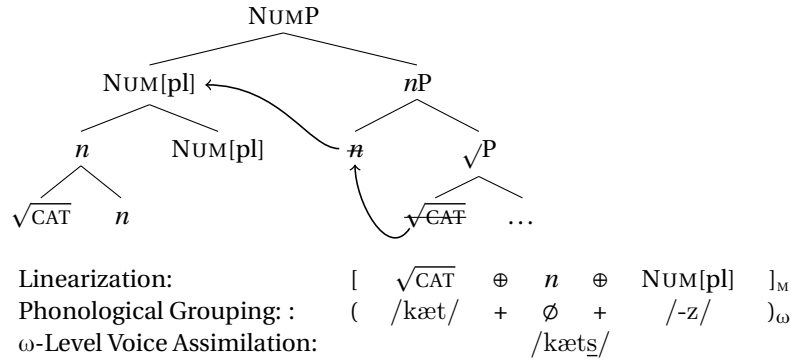 NUMP
NUM[pl] nP
n NUM[pl] n √P
√CAT n √CAT …
Linearization: [ √CAT ⊕ n ⊕ NUM[pl] ]M
Phonological Grouping: : ( /kæt/ + ∅ + /-z/ )ω
ω-Level Voice Assimilation: /kæts/